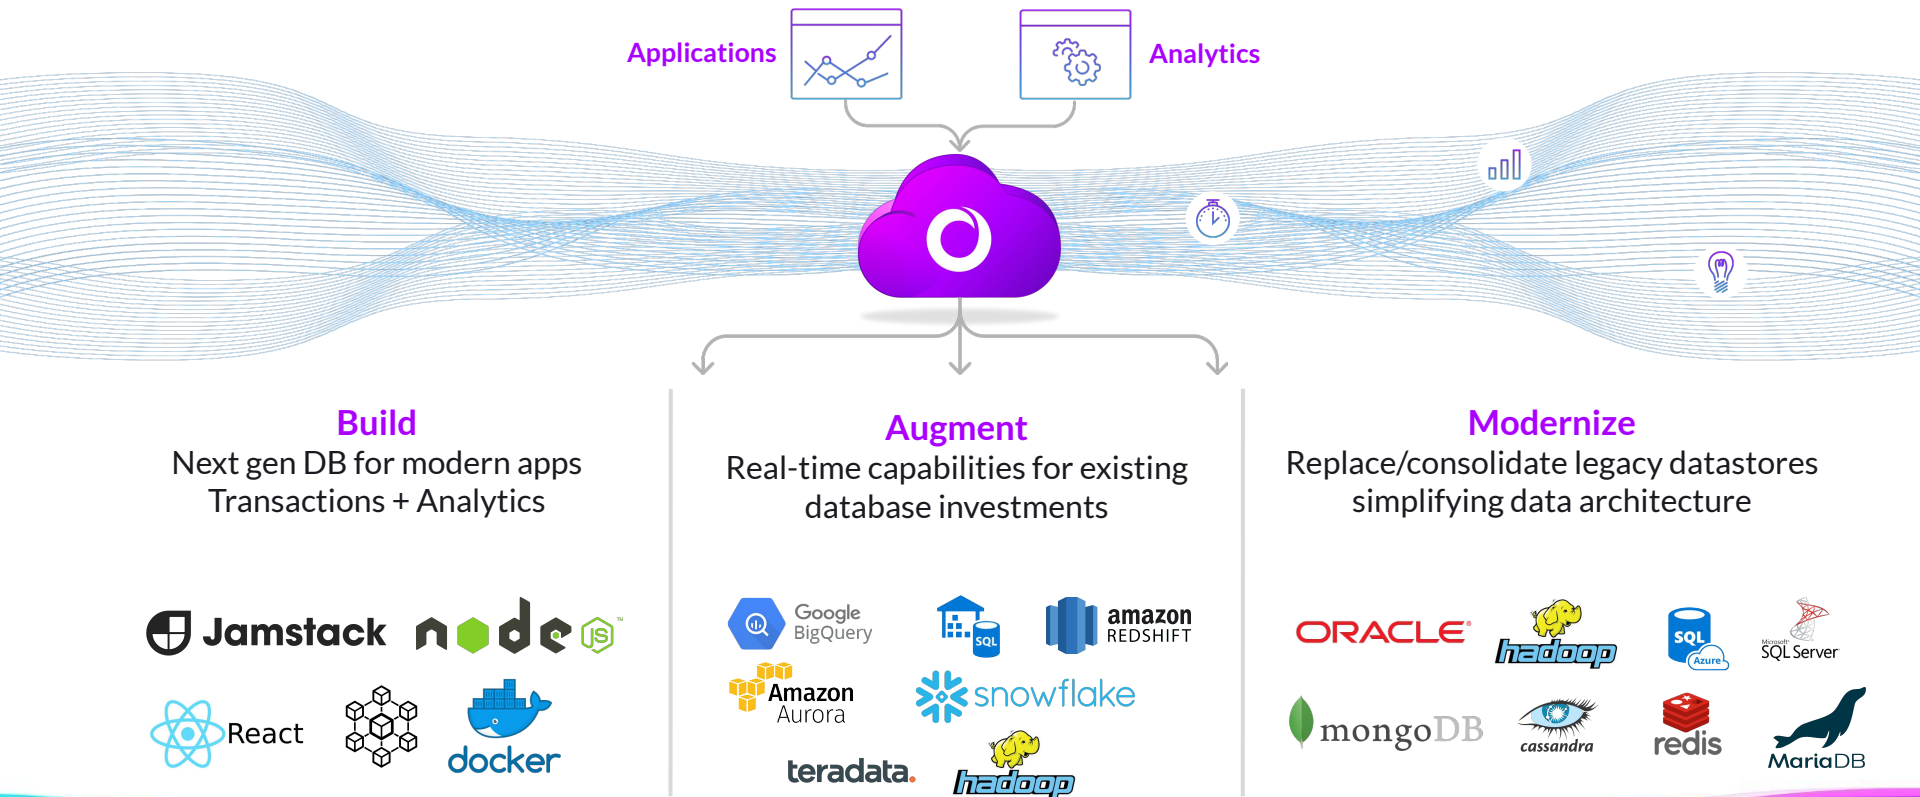 Applications
Analytics
Build
Next gen DB for modern apps
Transactions + Analytics
Jamstack
node
JS
™
React
docker
Augment
Real-time capabilities for existing
database investments
Google
BigQuery
SQL
amazon
REDSHIFT
Amazon
Aurora
snowflake
teradata.
hadoop
Modernize
Replace/consolidate legacy datastores
simplifying data architecture
ORACLE®
hadoop
SQL
Azure
Microsoft®
SQL Server
mongoDB
cassandra
redis
MariaDB